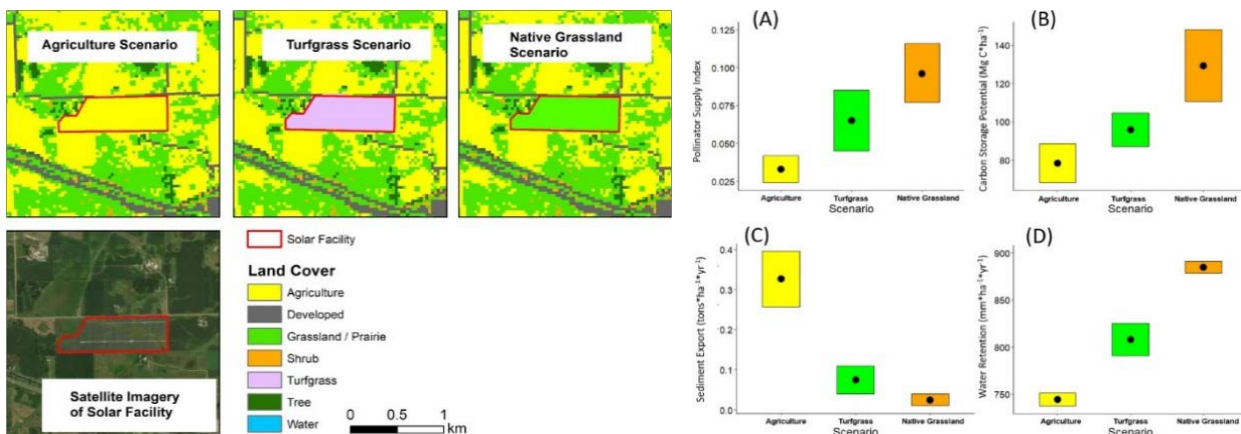 Agriculture Scenario
Turfgrass Scenario
Native Grassland
Scenario
Satellite Imagery
of Solar Facility
Solar Facility
Land Cover
Agriculture
Developed
Grassland / Prairie
Shrub
Turfgrass
Tree
Water
0 0.5 1
km
(A)
Pollinator Supply Index
0.125
0.100
0.075
0.050
0.025
Agriculture Turfgrass Native Grassland
Scenario
(B)
Carbon Storage Potential (Mg C*ha⁻¹)
140
120
100
80
Agriculture Turfgrass Native Grassland
Scenario
(C)
Sediment Export (tons*ha⁻¹*yr⁻¹)
0.4
0.3
0.2
0.1
0.0
Agriculture Turfgrass Native Grassland
Scenario
(D)
Water Retention (mm*ha⁻¹*yr⁻¹)
900
850
800
750
Agriculture Turfgrass Native Grassland
Scenario